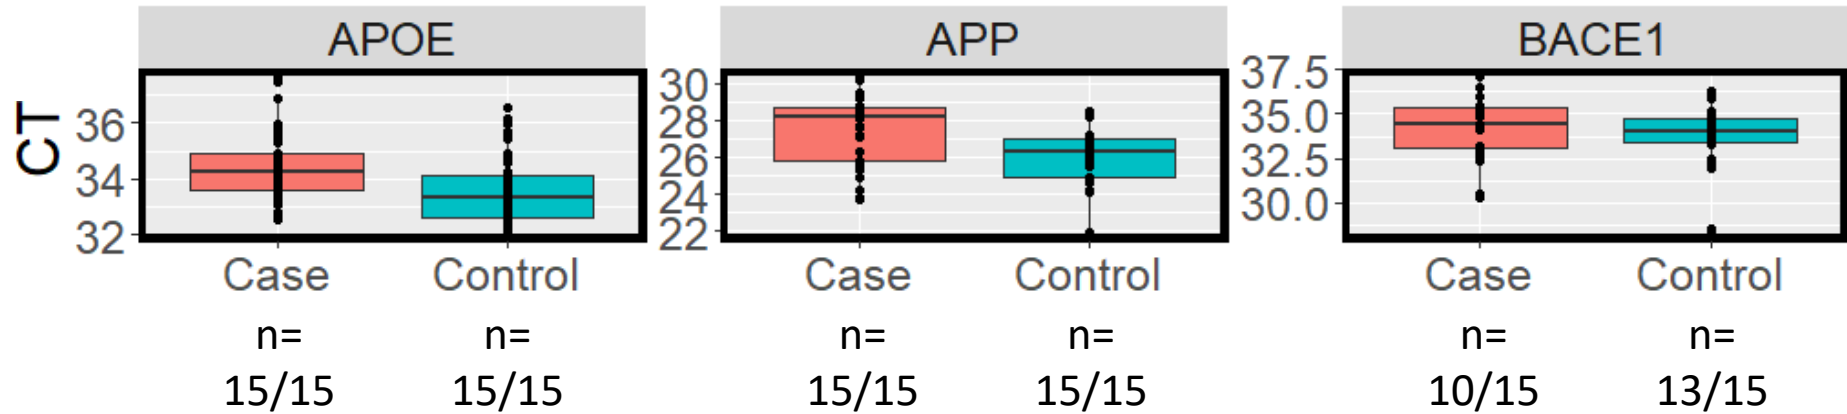 APOE
APP
BACE1
CT
36
34
32
30
28
26
24
22
37.5
35.0
32.5
30.0
Case
Control
Case
Control
Case
Control
n=
n=
n=
n=
n=
n=
15/15
15/15
15/15
15/15
10/15
13/15